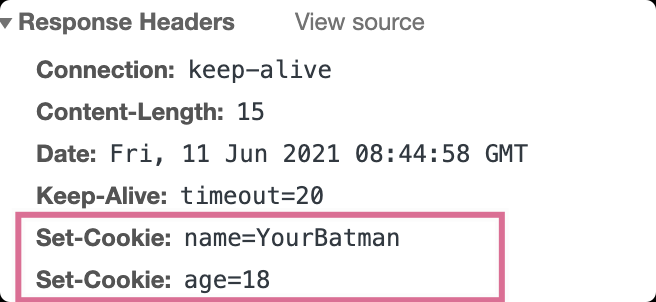 Response Headers View source
Connection: keep-alive
Content-Length: 15
Date: Fri, 11 Jun 2021 08:44:58 GMT
Keep-Alive: timeout=20
Set-Cookie: name=YourBatman
Set-Cookie: age=18